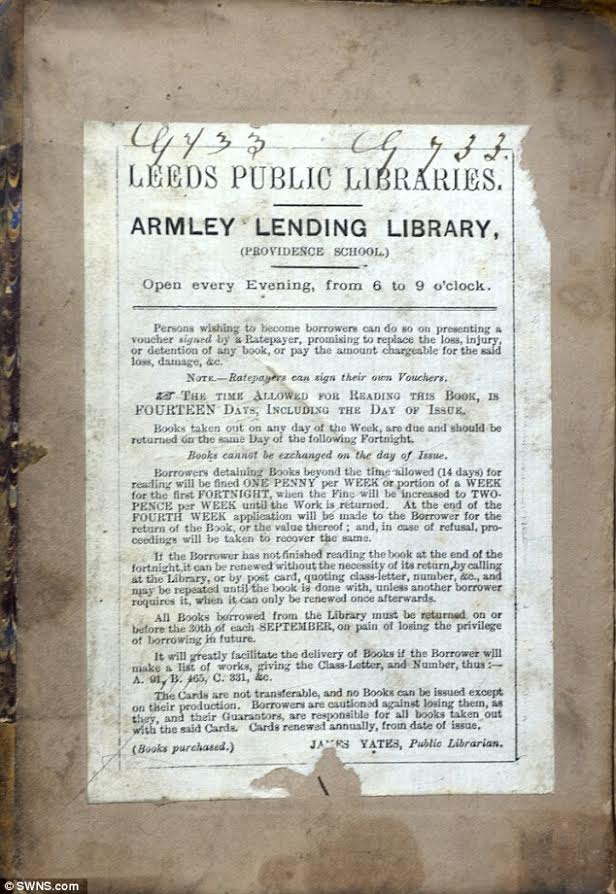 G 433 G 733.
LEEDS PUBLIC LIBRARIES.
ARMLEY LENDING LIBRARY,
(PROVIDENCE SCHOOL.)
Open every Evening, from 6 to 9 o'clock.
Persons wishing to become borrowers can do so on presenting a
voucher signed by a Ratepayer, promising to replace the loss, injury,
or detention of any book, or pay the amount chargeable for the said
loss, damage, &c.
NOTE.—Ratepayers can sign their own Vouchers.
☞ THE TIME ALLOWED FOR READING THIS BOOK, IS
FOURTEEN DAYS, INCLUDING THE DAY OF ISSUE.
Books taken out on any day of the Week, are due and should be
returned on the same Day of the following Fortnight.
Books cannot be exchanged on the day of Issue.
Borrowers detaining Books beyond the time allowed (14 days) for
reading will be fined ONE PENNY per WEEK or portion of a WEEK
for the first FORTNIGHT, when the Fine will be increased to TWO-
PENCE per WEEK until the Work is returned. At the end of the
FOURTH WEEK application will be made to the Borrower for the
return of the Book, or the value thereof; and, in case of refusal, pro-
ceedings will be taken to recover the same.
If the Borrower has not finished reading the book at the end of the
fortnight it can be renewed without the necessity of its return, by calling
at the Library, or by post card, quoting class-letter, number, &c., and
may be repeated until the book is done with, unless another borrower
requires it, when it can only be renewed once afterwards.
All Books borrowed from the Library must be returned on or
before the 30th of each SEPTEMBER, on pain of losing the privilege
of borrowing in future.
It will greatly facilitate the delivery of Books if the Borrower will
make a list of works, giving the Class-Letter, and Number, thus :—
A. 91, B. 465, C. 331, &c.
The Cards are not transferable, and no Books can be issued except
on their production. Borrowers are cautioned against losing them, as
they, and their Guarantors, are responsible for all books taken out
with the said Cards. Cards renewed annually, from date of issue.
(Books purchased.) JAMES YATES, Public Librarian.
© SWNS.com